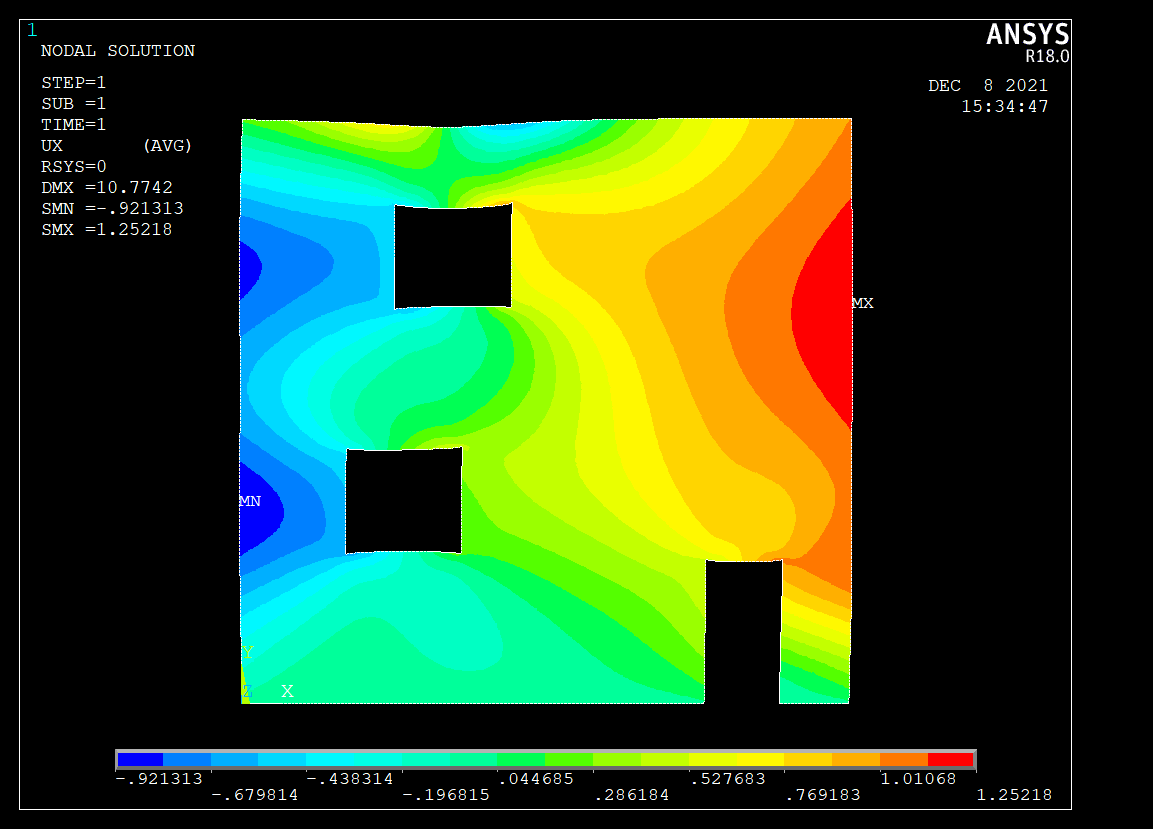 1
ANSYS
R18.0
NODAL SOLUTION
STEP=1
SUB =1
TIME=1
UX (AVG)
RSYS=0
DMX =10.7742
SMN =-.921313
SMX =1.25218
DEC 8 2021
15:34:47
MX
MN
Y
Z X
-.921313 -.438314 .044685 .527683 1.01068
-.679814 -.196815 .286184 .769183 1.25218